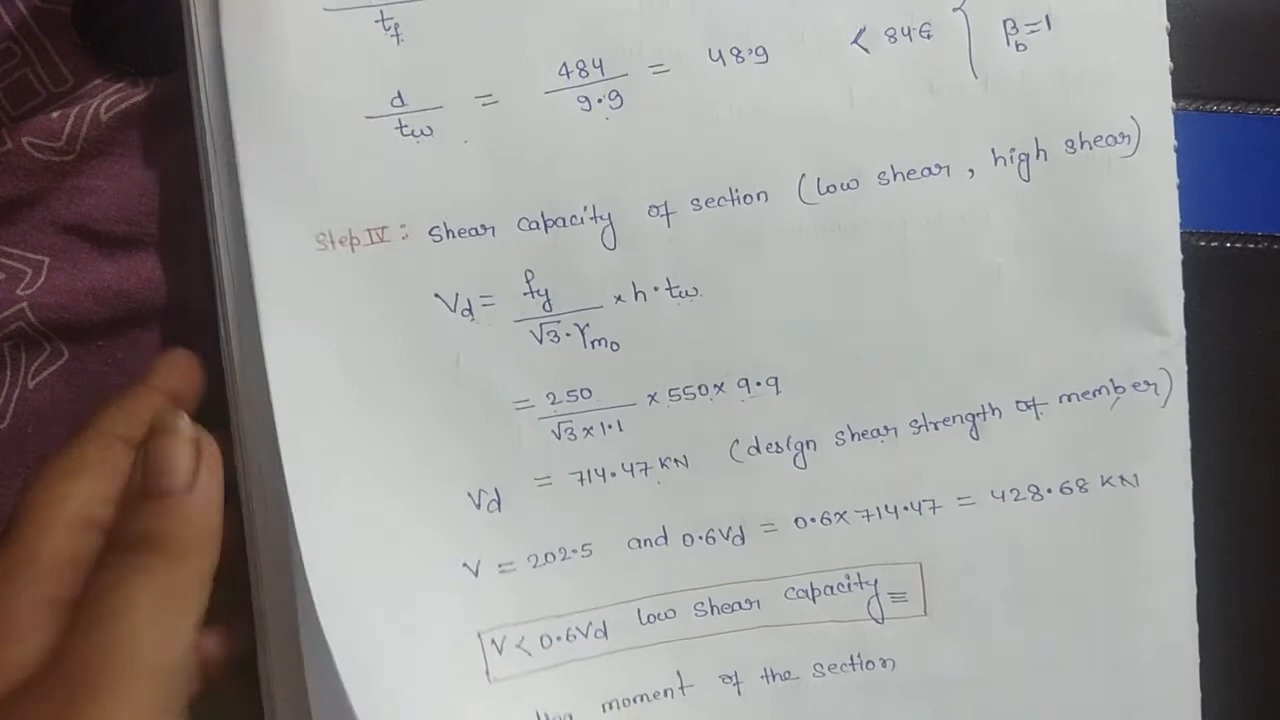 t_f
d/t_w = 484/9.9 = 48.9 < 84 } β_b = 1
Step IV : shear capacity of section (low shear , high shear)
V_d = f_y/(√3 · γ_m0) × h · t_w
= 250/(√3 × 1.1) × 550 × 9.9
V_d = 714.47 KN (design shear strength of member)
V = 202.5 and 0.6Vd = 0.6 x 714.47 = 428.68 KN
V < 0.6Vd low shear capacity
moment of the section